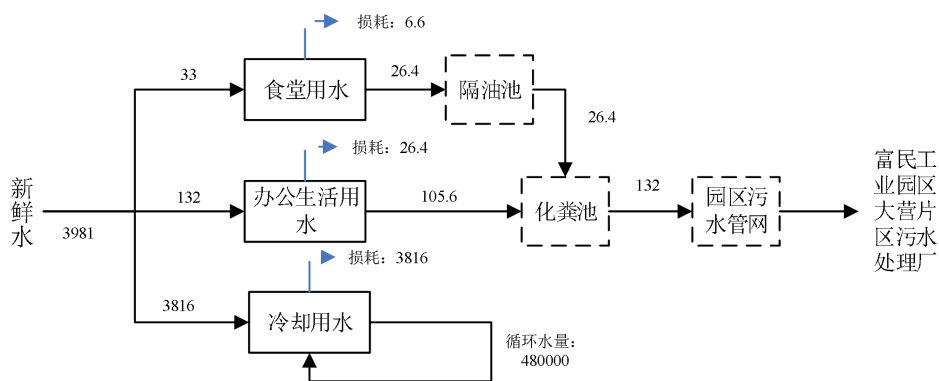 损耗：6.6
33
食堂用水
26.4
隔油池
26.4
损耗：26.4
新
鲜
水
3981
132
办公生活用
水
105.6
化粪池
132
园区污
水管网
富民工
业园区
大营片
区污水
处理厂
损耗：3816
3816
冷却用水
循环水量：
480000